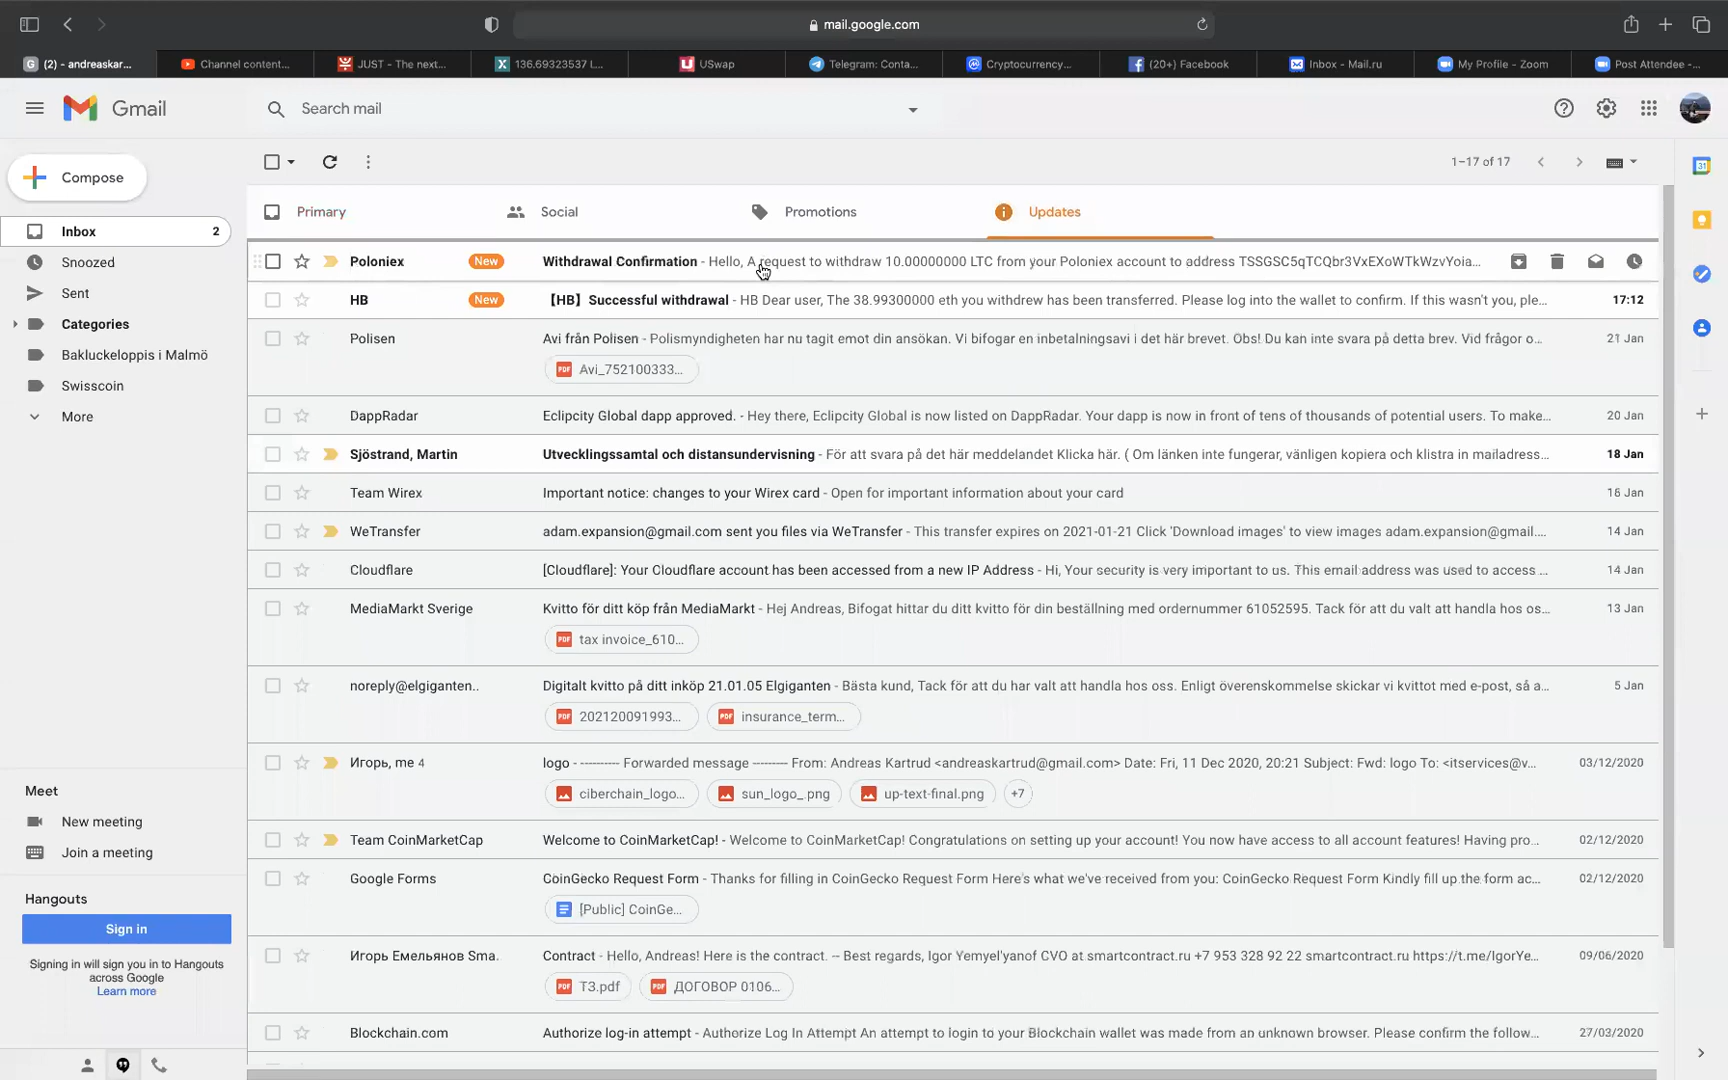 mail.google.com
(2) - andreaskar...
Channel content...
JUST - The next...
136.69323537 L...
USwap
Telegram: Conta...
Cryptocurrency...
(20+) Facebook
Inbox - Mail.ru
My Profile - Zoom
Post Attendee -...
Gmail
Search mail
Compose
1–17 of 17
Inbox 2
Snoozed
Sent
Categories
Bakluckeloppis i Malmö
Swisscoin
More
Meet
New meeting
Join a meeting
Hangouts
Sign in
Signing in will sign you in to Hangouts
across Google
Learn more
Primary
Social
Promotions
Updates
Poloniex New Withdrawal Confirmation - Hello, A request to withdraw 10.00000000 LTC from your Poloniex account to address TSSGSC5qTCQbr3VxEXoWTkWzvYoia...
HB New 【HB】Successful withdrawal - HB Dear user, The 38.99300000 eth you withdrew has been transferred. Please log into the wallet to confirm. If this wasn't you, ple... 17:12
Polisen Avi från Polisen - Polismyndigheten har nu tagit emot din ansökan. Vi bifogar en inbetalningsavi i det här brevet. Obs! Du kan inte svara på detta brev. Vid frågor o... 21 Jan
PDF Avi_752100333...
DappRadar Eclipcity Global dapp approved. - Hey there, Eclipcity Global is now listed on DappRadar. Your dapp is now in front of tens of thousands of potential users. To make... 20 Jan
Sjöstrand, Martin Utvecklingssamtal och distansundervisning - För att svara på det här meddelandet Klicka här. ( Om länken inte fungerar, vänligen kopiera och klistra in mailadress... 18 Jan
Team Wirex Important notice: changes to your Wirex card - Open for important information about your card 16 Jan
WeTransfer adam.expansion@gmail.com sent you files via WeTransfer - This transfer expires on 2021-01-21 Click 'Download images' to view images adam.expansion@gmail.... 14 Jan
Cloudflare [Cloudflare]: Your Cloudflare account has been accessed from a new IP Address - Hi, Your security is very important to us. This email address was used to access... 14 Jan
MediaMarkt Sverige Kvitto för ditt köp från MediaMarkt - Hej Andreas, Bifogat hittar du ditt kvitto för din beställning med ordernummer 61052595. Tack för att du valt att handla hos os... 13 Jan
PDF tax invoice_610...
noreply@elgiganten.. Digitalt kvitto på ditt inköp 21.01.05 Elgiganten - Bästa kund, Tack för att du har valt att handla hos oss. Enligt överenskommelse skickar vi kvittot med e-post, så a... 5 Jan
PDF 202120091993... PDF insurance_term...
Игорь, me 4 logo - ---------- Forwarded message --------- From: Andreas Kartrud <andreaskartrud@gmail.com> Date: Fri, 11 Dec 2020, 20:21 Subject: Fwd: logo To: <itservices@v... 03/12/2020
ciberchain_logo... sun_logo_.png up-text-final.png +7
Team CoinMarketCap Welcome to CoinMarketCap! - Welcome to CoinMarketCap! Congratulations on setting up your account! You now have access to all account features! Having pro... 02/12/2020
Google Forms CoinGecko Request Form - Thanks for filling in CoinGecko Request Form Here's what we've received from you: CoinGecko Request Form Kindly fill up the form ac... 02/12/2020
[Public] CoinGe...
Игорь Емельянов Sma. Contract - Hello, Andreas! Here is the contract. -- Best regards, Igor Yemyel'yanof CVO at smartcontract.ru +7 953 328 92 22 smartcontract.ru https://t.me/IgorYe... 09/06/2020
PDF ТЗ.pdf PDF ДОГОВОР 0106...
Blockchain.com Authorize log-in attempt - Authorize Log In Attempt An attempt to login to your Blockchain wallet was made from an unknown browser. Please confirm the follow... 27/03/2020